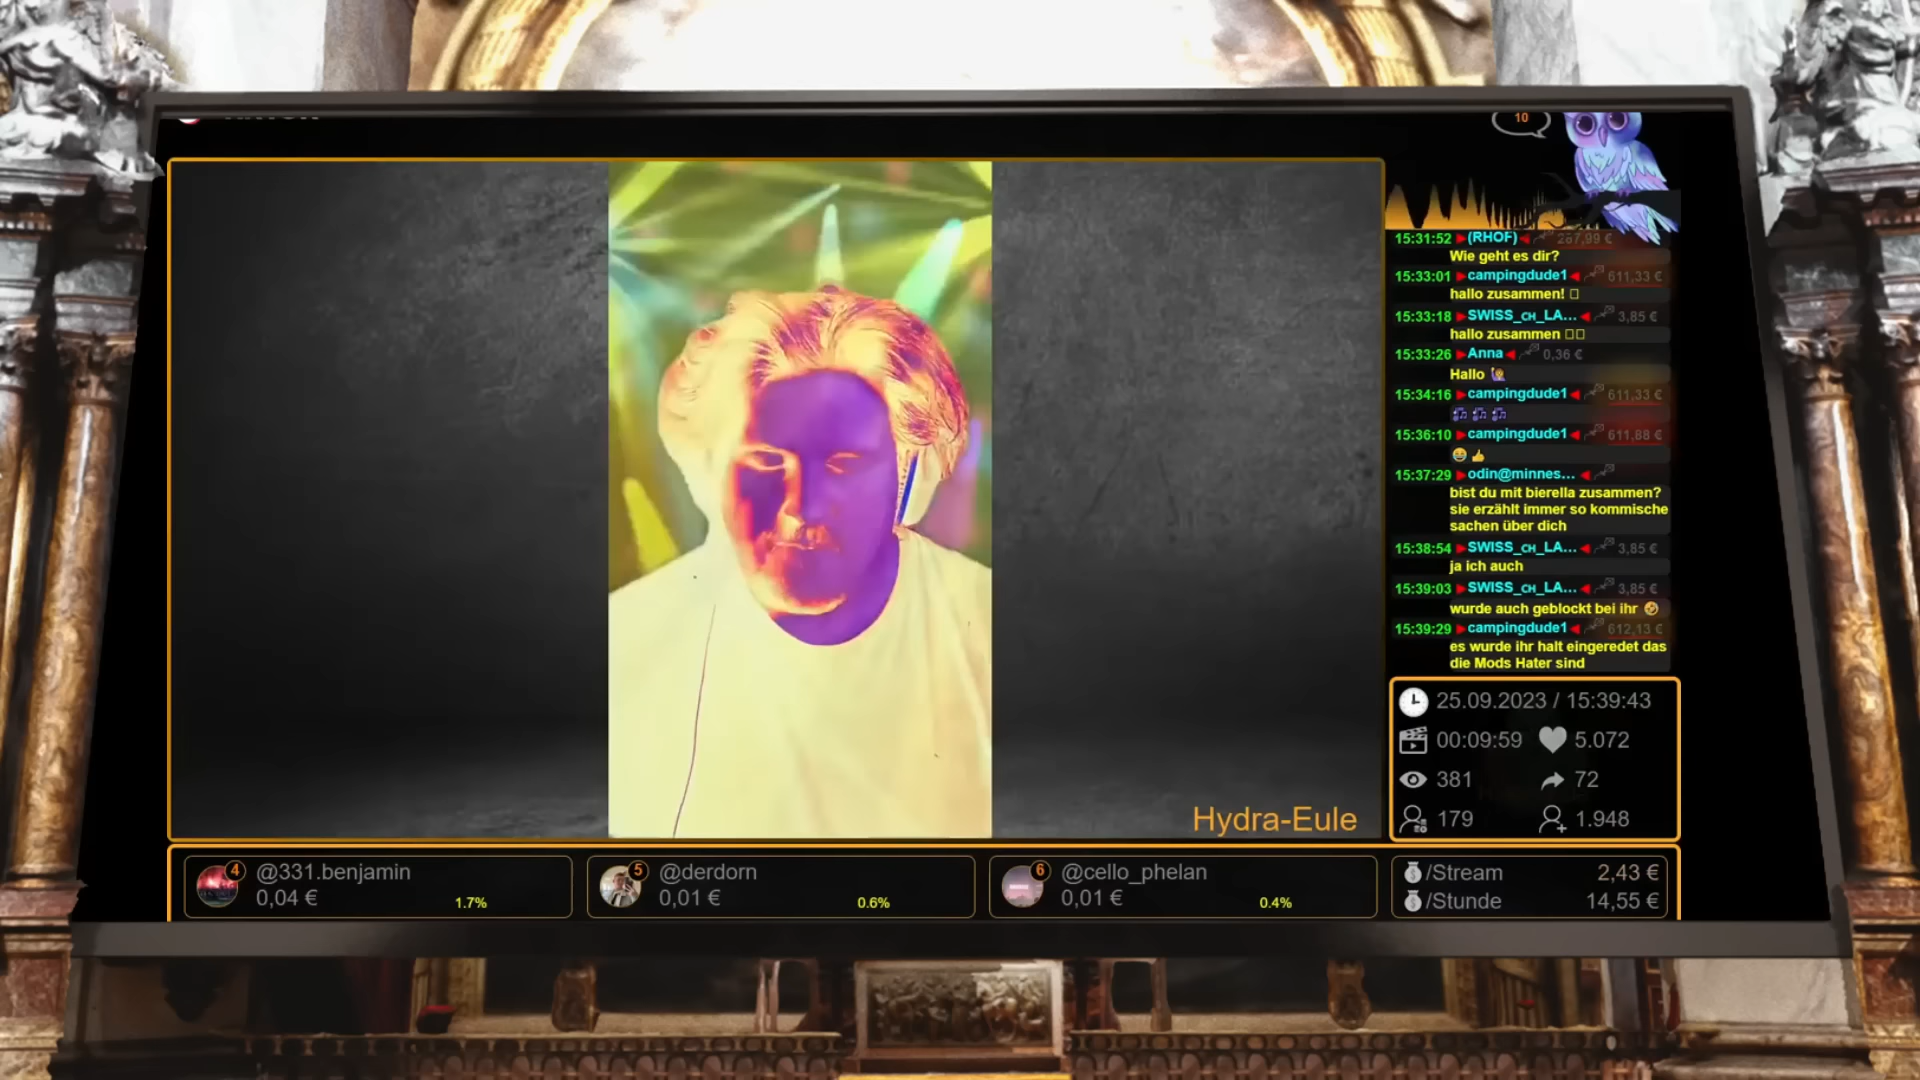 10
15:31:52 (RHOF) 287,99 €
Wie geht es dir?
15:33:01 campingdude1 611,33 €
hallo zusammen!
15:33:18 SWISS_CH_LA... 3,85 €
hallo zusammen
15:33:26 Anna 0,36 €
Hallo 🙋
15:34:16 campingdude1 611,33 €
🎶 🎶 🎶
15:36:10 campingdude1 611,88 €
😂 👍
15:37:29 odin@minnes...
bist du mit bierella zusammen?
sie erzählt immer so kommische
sachen über dich
15:38:54 SWISS_CH_LA... 3,85 €
ja ich auch
15:39:03 SWISS_CH_LA... 3,85 €
wurde auch geblockt bei ihr 🤣
15:39:29 campingdude1 612,13 €
es wurde ihr halt eingeredet das
die Mods Hater sind
25.09.2023 / 15:39:43
00:09:59 5.072
381 72
179 1.948
Hydra-Eule
4 @331.benjamin
0,04 € 1.7%
5 @derdorn
0,01 € 0.6%
6 @cello_phelan
0,01 € 0.4%
/Stream 2,43 €
/Stunde 14,55 €